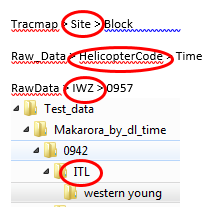 Tracmap > Site > Block
Raw_Data > HelicopterCode > Time
RawData > IWZ > 0957
Test_data
Makarora_by_dl_time
0942
ITL
western young